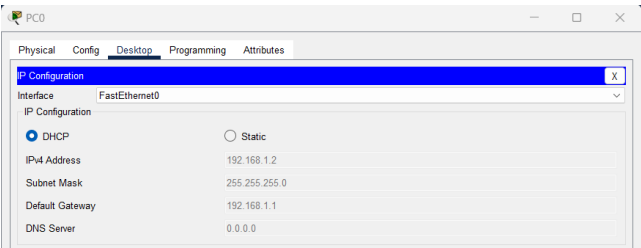 PC0
Physical Config Desktop Programming Attributes
IP Configuration X
Interface FastEthernet0
IP Configuration
DHCP Static
IPv4 Address 192.168.1.2
Subnet Mask 255.255.255.0
Default Gateway 192.168.1.1
DNS Server 0.0.0.0